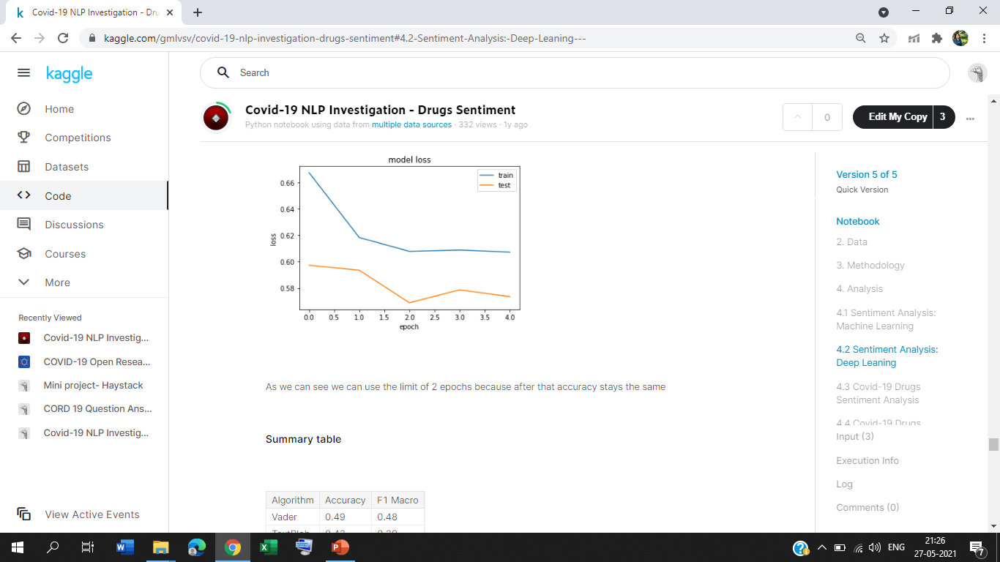 Covid-19 NLP Investigation - Dru
kaggle.com/gmlvsv/covid-19-nlp-investigation-drugs-sentiment#4.2-Sentiment-Analysis:-Deep-Leaning---
kaggle
Search
Home
Competitions
Datasets
Code
Discussions
Courses
More
Recently Viewed
Covid-19 NLP Investig...
COVID-19 Open Resea...
Mini project- Haystack
CORD 19 Question Ans...
Covid-19 NLP Investig...
View Active Events
Covid-19 NLP Investigation - Drugs Sentiment
Python notebook using data from multiple data sources · 332 views · 1y ago
0
Edit My Copy 3
model loss
train
test
0.66
0.64
0.62
0.60
0.58
loss
0.0 0.5 1.0 1.5 2.0 2.5 3.0 3.5 4.0
epoch
As we can see we can use the limit of 2 epochs because after that accuracy stays the same
Summary table
Algorithm Accuracy F1 Macro
Vader 0.49 0.48
Version 5 of 5
Quick Version
Notebook
2. Data
3. Methodology
4. Analysis
4.1 Sentiment Analysis:
Machine Learning
4.2 Sentiment Analysis:
Deep Leaning
4.3 Covid-19 Drugs
Sentiment Analysis
4.4 Covid-19 Drugs
Input (3)
Execution Info
Log
Comments (0)
ENG
21:26
27-05-2021
7